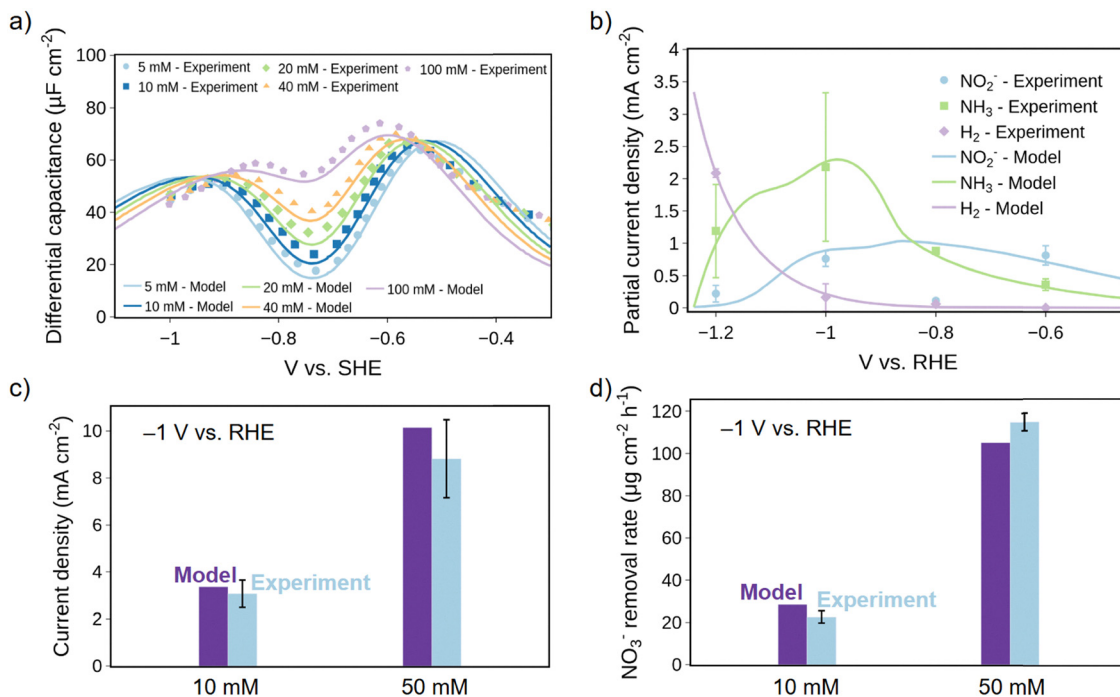 a)
Differential capacitance (µF cm⁻²)
100
80
60
40
20
0
5 mM - Experiment
20 mM - Experiment
100 mM - Experiment
10 mM - Experiment
40 mM - Experiment
5 mM - Model
20 mM - Model
100 mM - Model
10 mM - Model
40 mM - Model
−1
−0.8
−0.6
−0.4
V vs. SHE
b)
Partial current density (mA cm⁻²)
4
3.5
3
2.5
2
1.5
1
0.5
0
NO₂⁻ - Experiment
NH₃ - Experiment
H₂ - Experiment
NO₂⁻ - Model
NH₃ - Model
H₂ - Model
−1.2
−1
−0.8
−0.6
V vs. RHE
c)
Current density (mA cm⁻²)
10
8
6
4
2
0
–1 V vs. RHE
Model
Experiment
10 mM
50 mM
d)
NO₃⁻ removal rate (µg cm⁻² h⁻¹)
120
100
80
60
40
20
0
–1 V vs. RHE
Model
Experiment
10 mM
50 mM